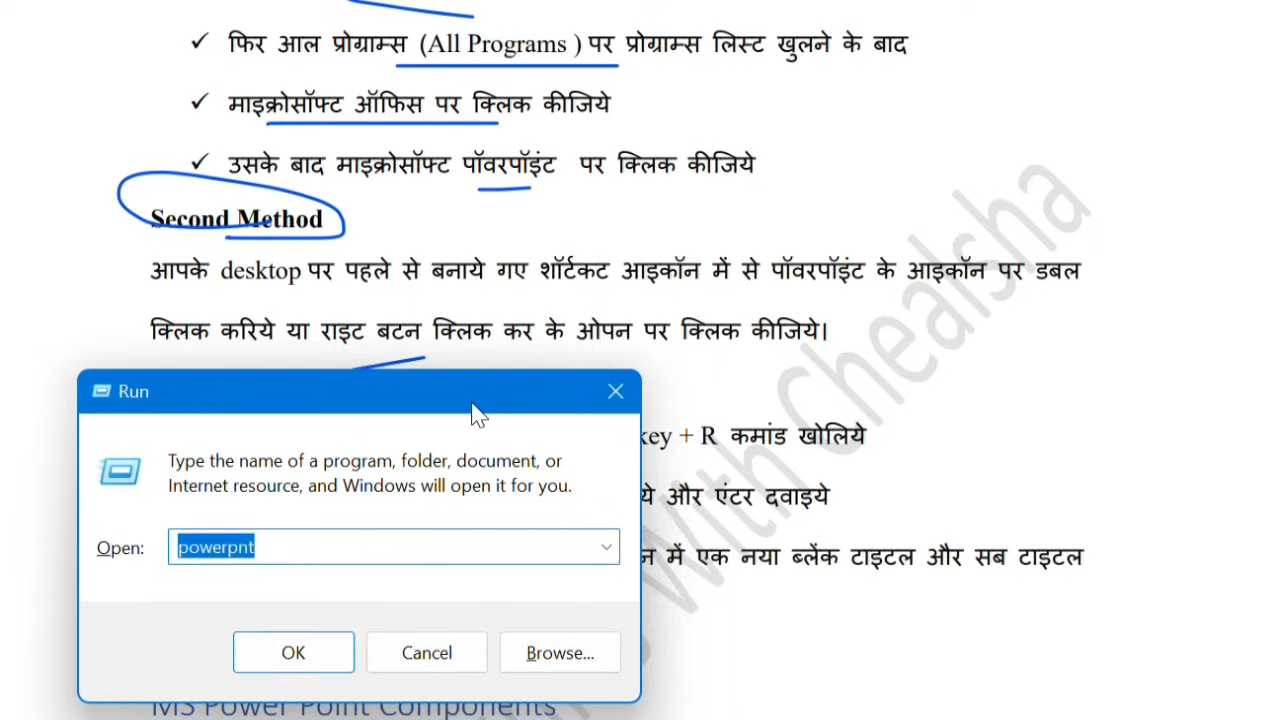 ✓ फिर आल प्रोग्राम्स (All Programs ) पर प्रोग्राम्स लिस्ट खुलने के बाद
✓ माइक्रोसॉफ्ट ऑफिस पर क्लिक कीजिये
✓ उसके बाद माइक्रोसॉफ्ट पॉवरपॉइंट पर क्लिक कीजिये
Second Method
आपके desktop पर पहले से बनाये गए शॉर्टकट आइकॉन में से पॉवरपॉइंट के आइकॉन पर डबल
क्लिक करिये या राइट बटन क्लिक कर के ओपन पर क्लिक कीजिये।
Run
key + R कमांड खोलिये
Type the name of a program, folder, document, or
Internet resource, and Windows will open it for you.
ये और एंटर दवाइये
Open: powerpnt
न में एक नया ब्लेंक टाइटल और सब टाइटल
OK Cancel Browse...
MS Power Point Components
With Chealsha